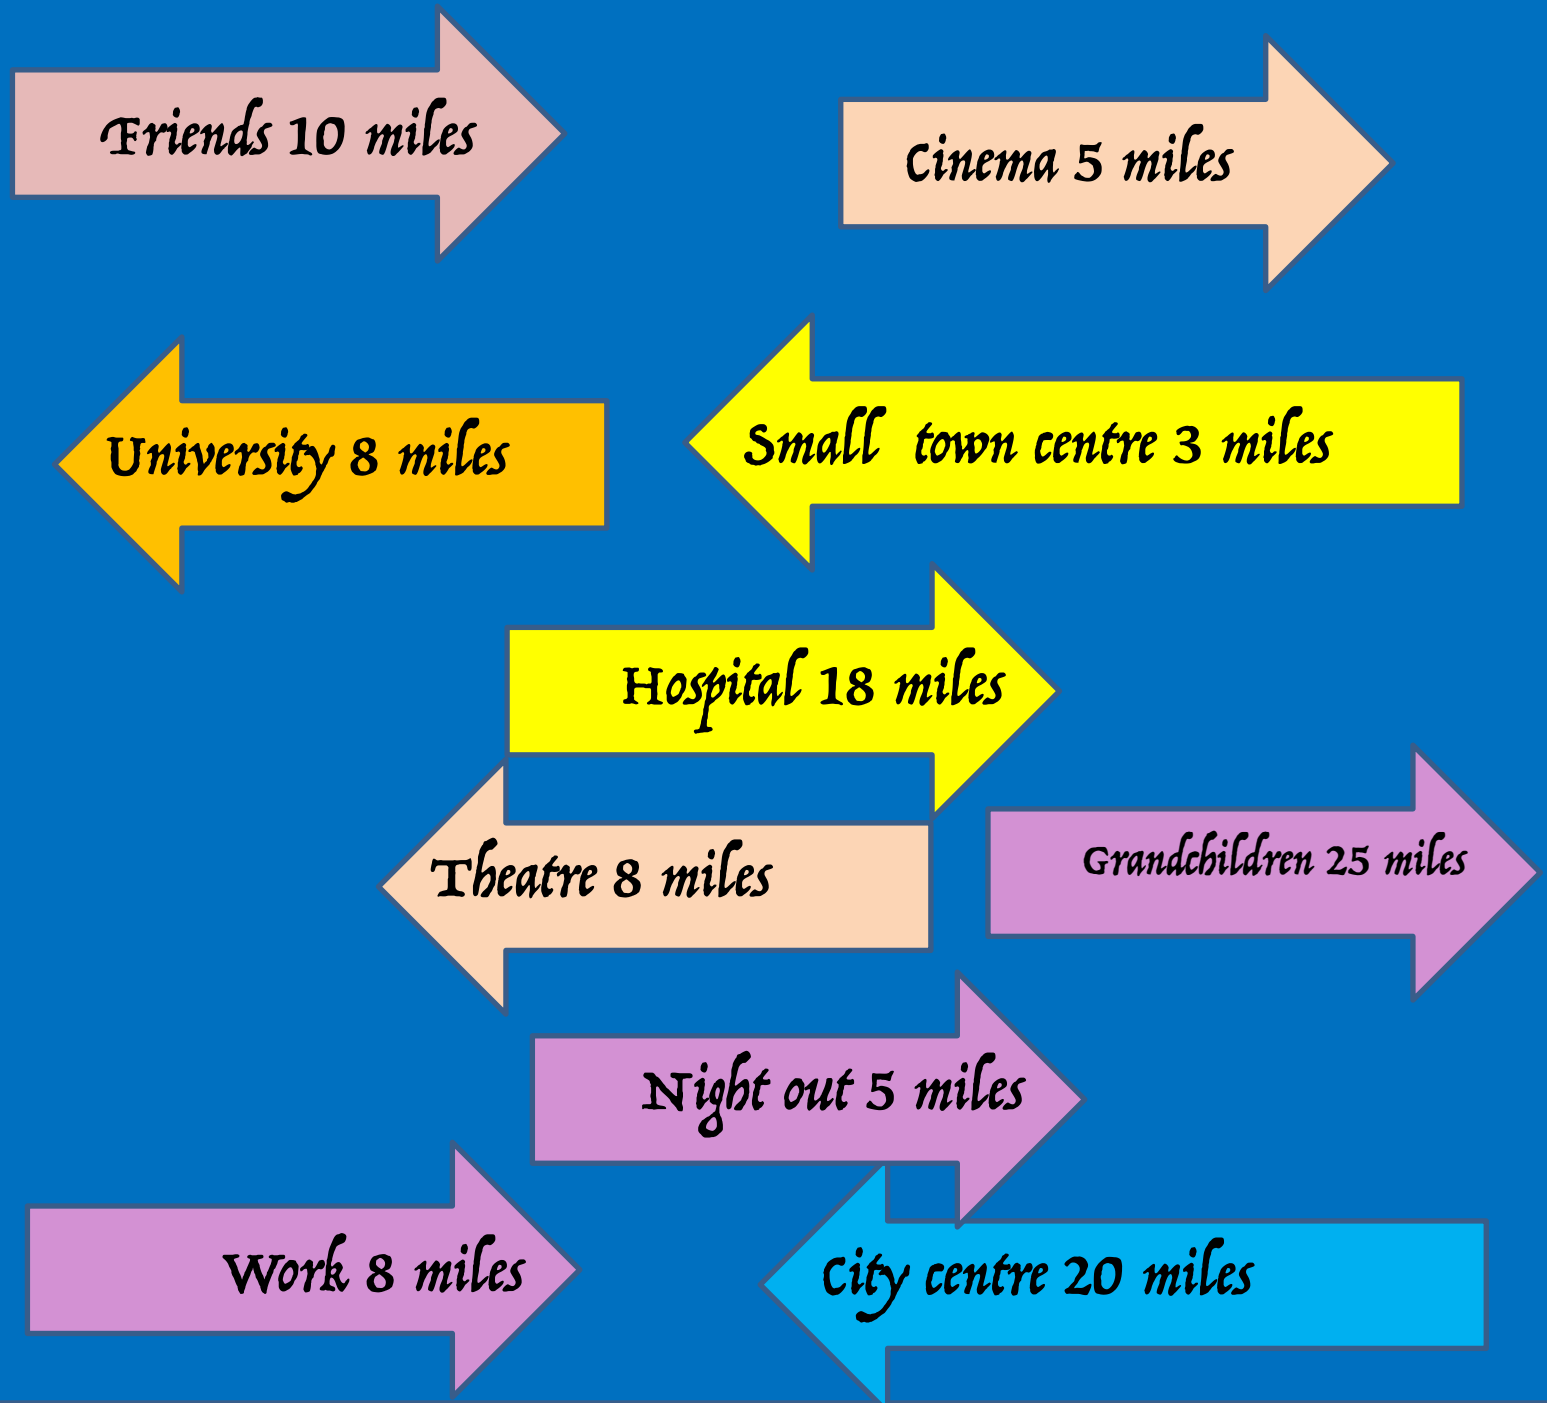 Friends 10 miles
Cinema 5 miles
University 8 miles
Small town centre 3 miles
Hospital 18 miles
Theatre 8 miles
Grandchildren 25 miles
Night out 5 miles
Work 8 miles
City centre 20 miles